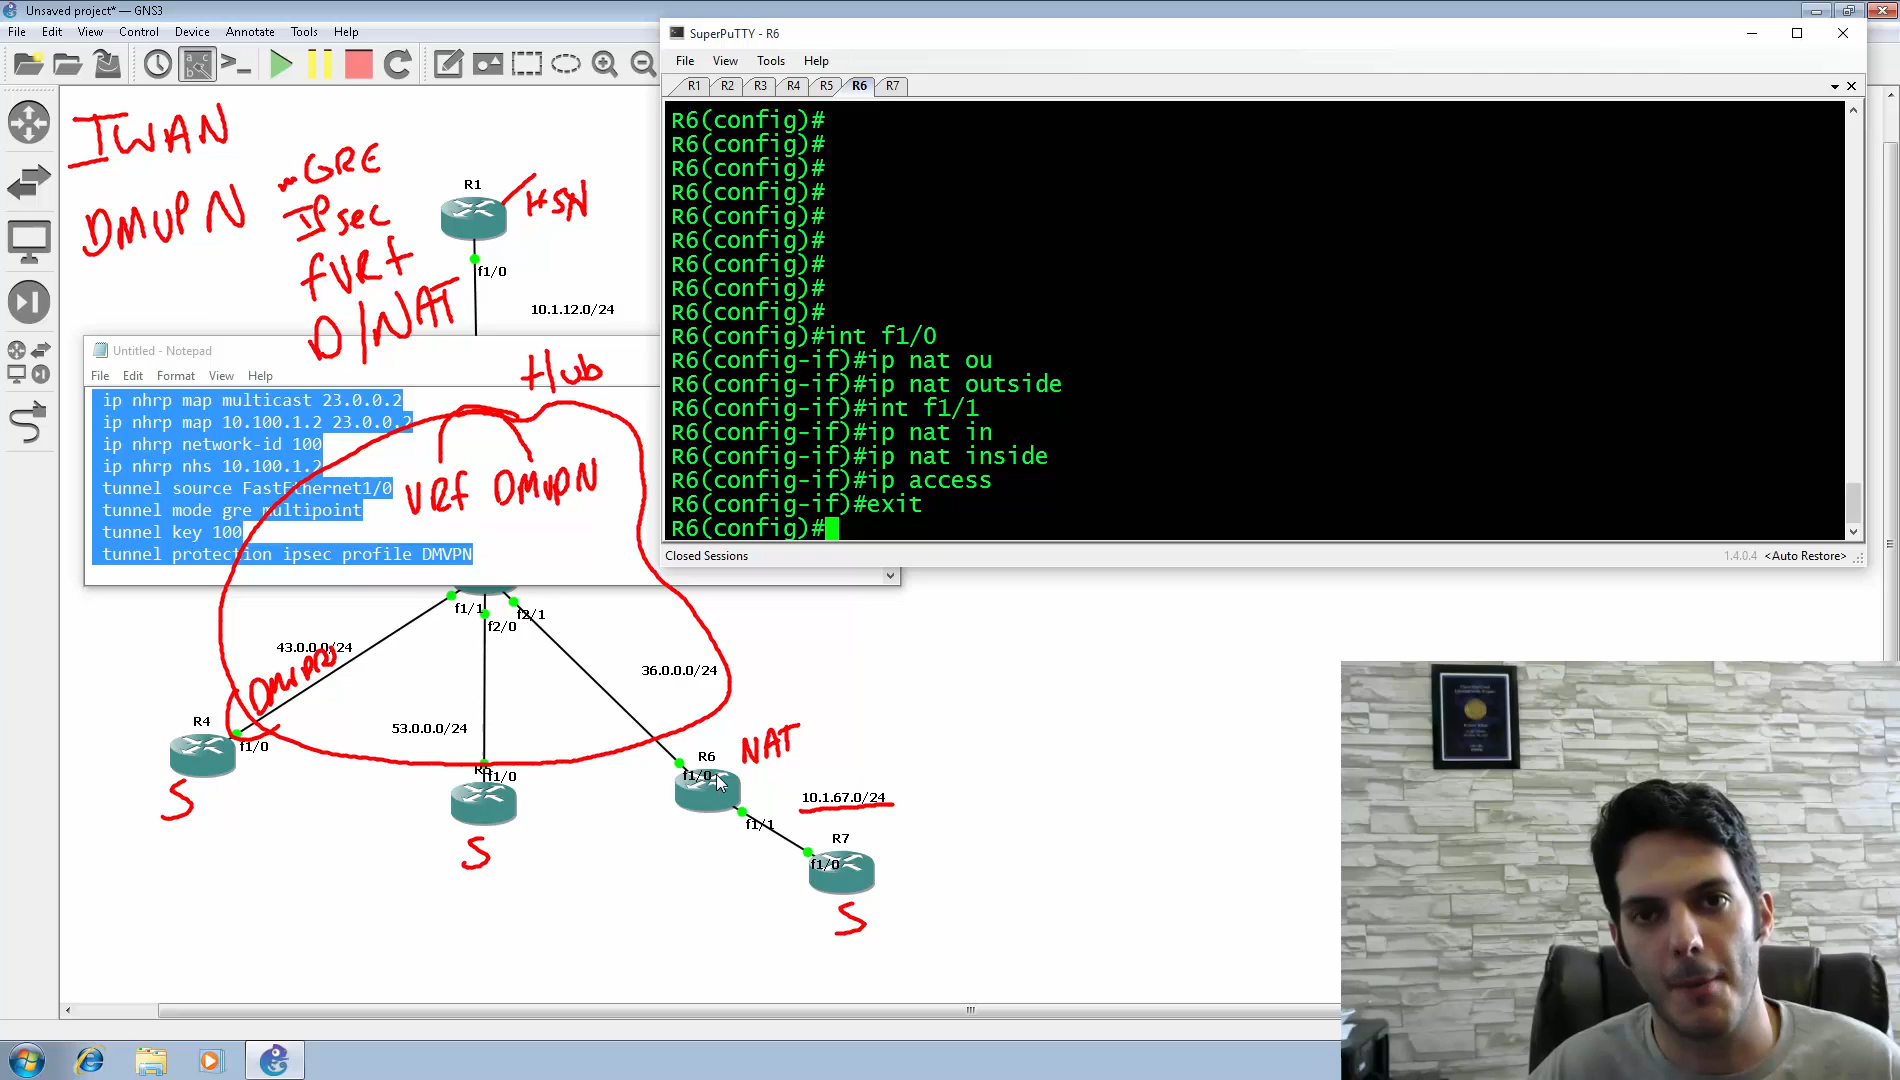 Unsaved project* — GNS3
File Edit View Control Device Annotate Tools Help
SuperPuTTY - R6
File View Tools Help
R1 R2 R3 R4 R5 R6 R7
R6(config)#
R6(config)#
R6(config)#
R6(config)#
R6(config)#
R6(config)#
R6(config)#
R6(config)#
R6(config)#
R6(config)#int f1/0
R6(config-if)#ip nat ou
R6(config-if)#ip nat outside
R6(config-if)#int f1/1
R6(config-if)#ip nat in
R6(config-if)#ip nat inside
R6(config-if)#ip access
R6(config-if)#exit
R6(config)#
Closed Sessions
1.4.0.4 <Auto Restore>
IWAN
DMVPN
mGRE
IPsec
fVRf
D/NAT
R1
HSN
f1/0
10.1.12.0/24
Untitled - Notepad
File Edit Format View Help
ip nhrp map multicast 23.0.0.2
ip nhrp map 10.100.1.2 23.0.0.2
ip nhrp network-id 100
ip nhrp nhs 10.100.1.2
tunnel source FastEthernet1/0
tunnel mode gre multipoint
tunnel key 100
tunnel protection ipsec profile DMVPN
Hub
VRf DMVPN
f1/1
f2/0
f2/1
43.0.0.0/24
53.0.0.0/24
36.0.0.0/24
R4
f1/0
S
f1/0
S
R6
f1/0
NAT
10.1.67.0/24
f1/1
R7
f1/0
S